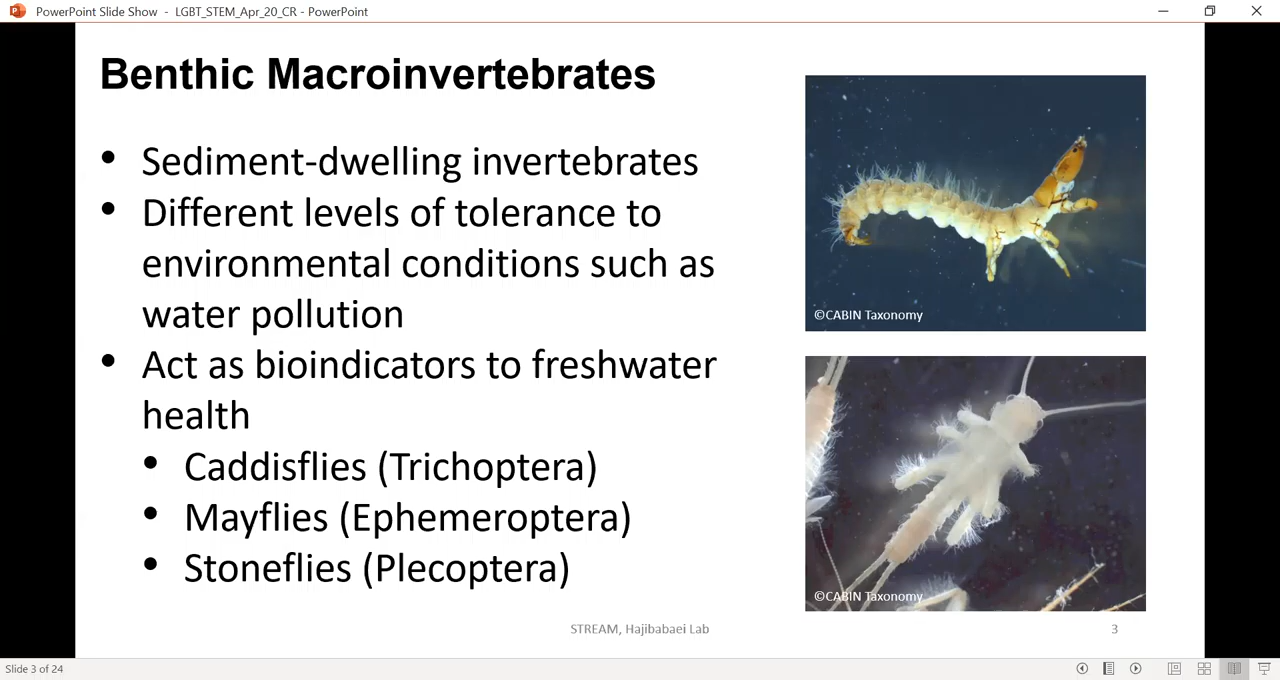 PowerPoint Slide Show - LGBT_STEM_Apr_20_CR - PowerPoint
Benthic Macroinvertebrates
• Sediment-dwelling invertebrates
• Different levels of tolerance to
environmental conditions such as
water pollution
• Act as bioindicators to freshwater
health
• Caddisflies (Trichoptera)
• Mayflies (Ephemeroptera)
• Stoneflies (Plecoptera)
©CABIN Taxonomy
©CABIN Taxonomy
STREAM, Hajibabaei Lab
3
Slide 3 of 24